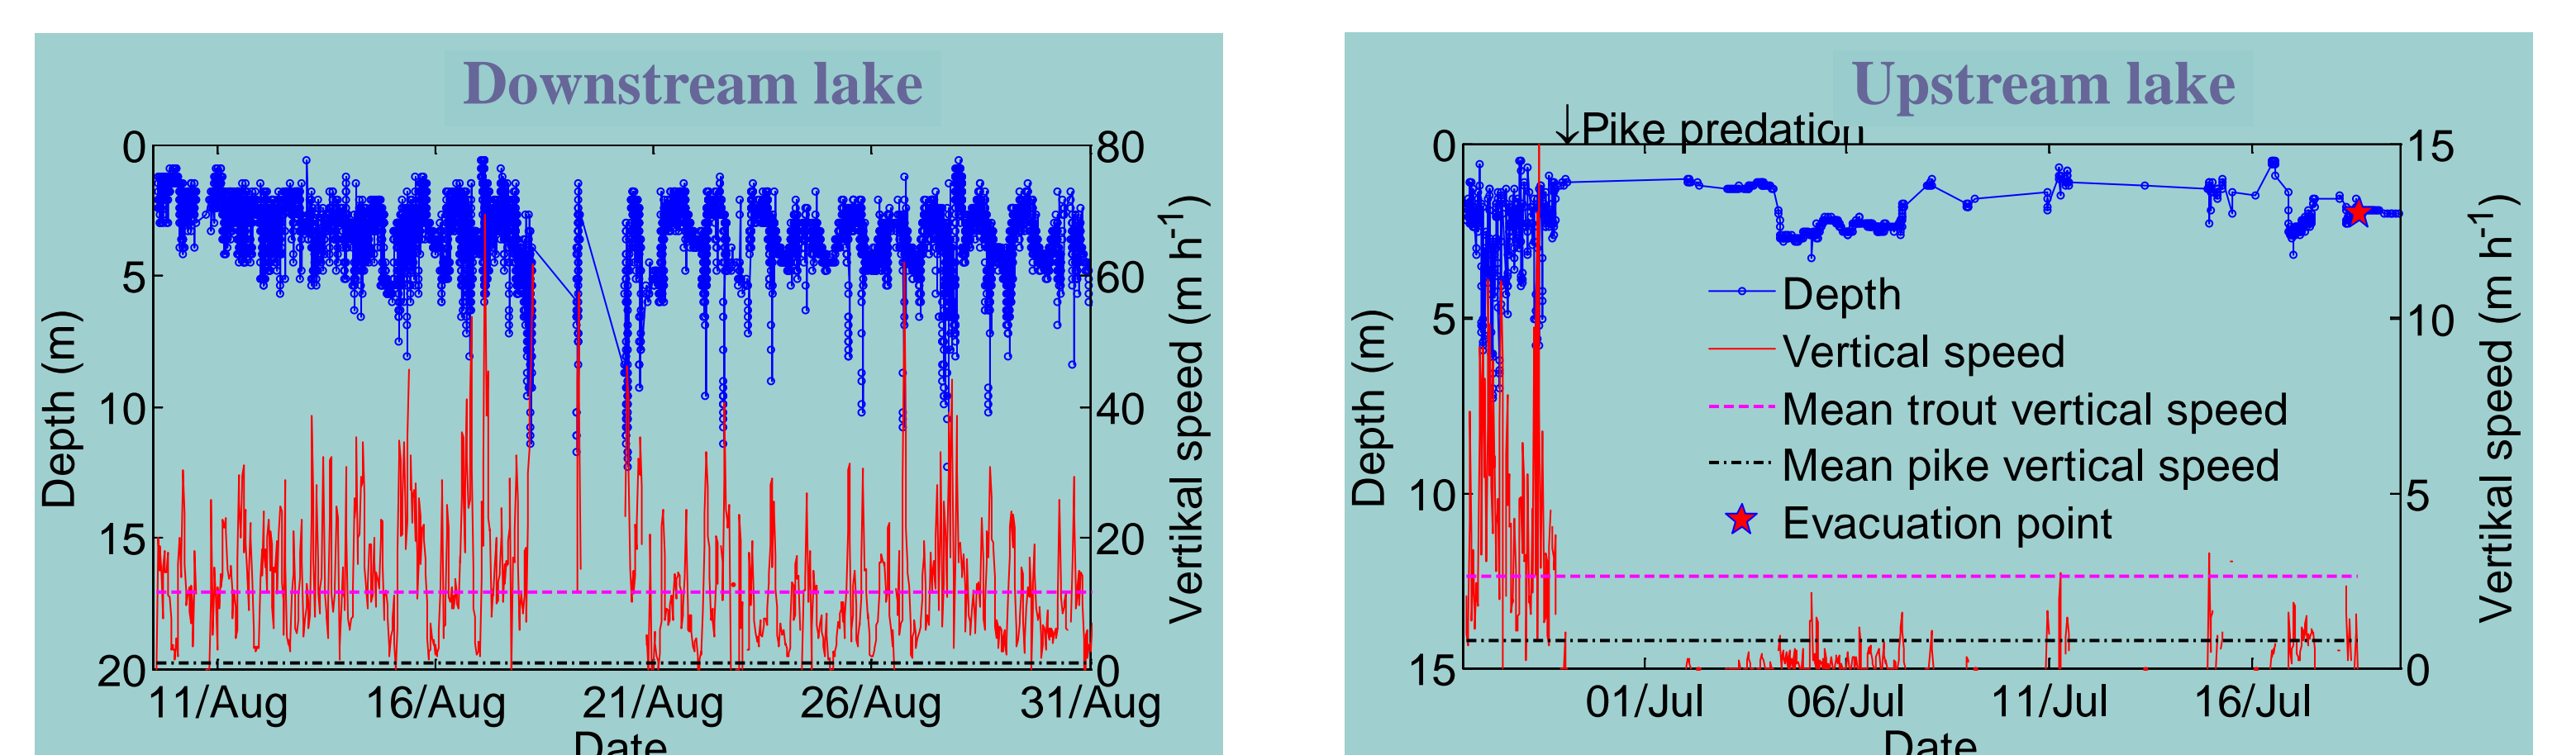 Downstream lake
0
5
10
15
20
Depth (m)
80
60
40
20
0
Vertikal speed (m h-1)
11/Aug 16/Aug 21/Aug 26/Aug 31/Aug
Date
Upstream lake
↓Pike predation
0
5
10
15
Depth (m)
Depth
Vertical speed
Mean trout vertical speed
Mean pike vertical speed
Evacuation point
15
10
5
0
Vertikal speed (m h-1)
01/Jul 06/Jul 11/Jul 16/Jul
Date